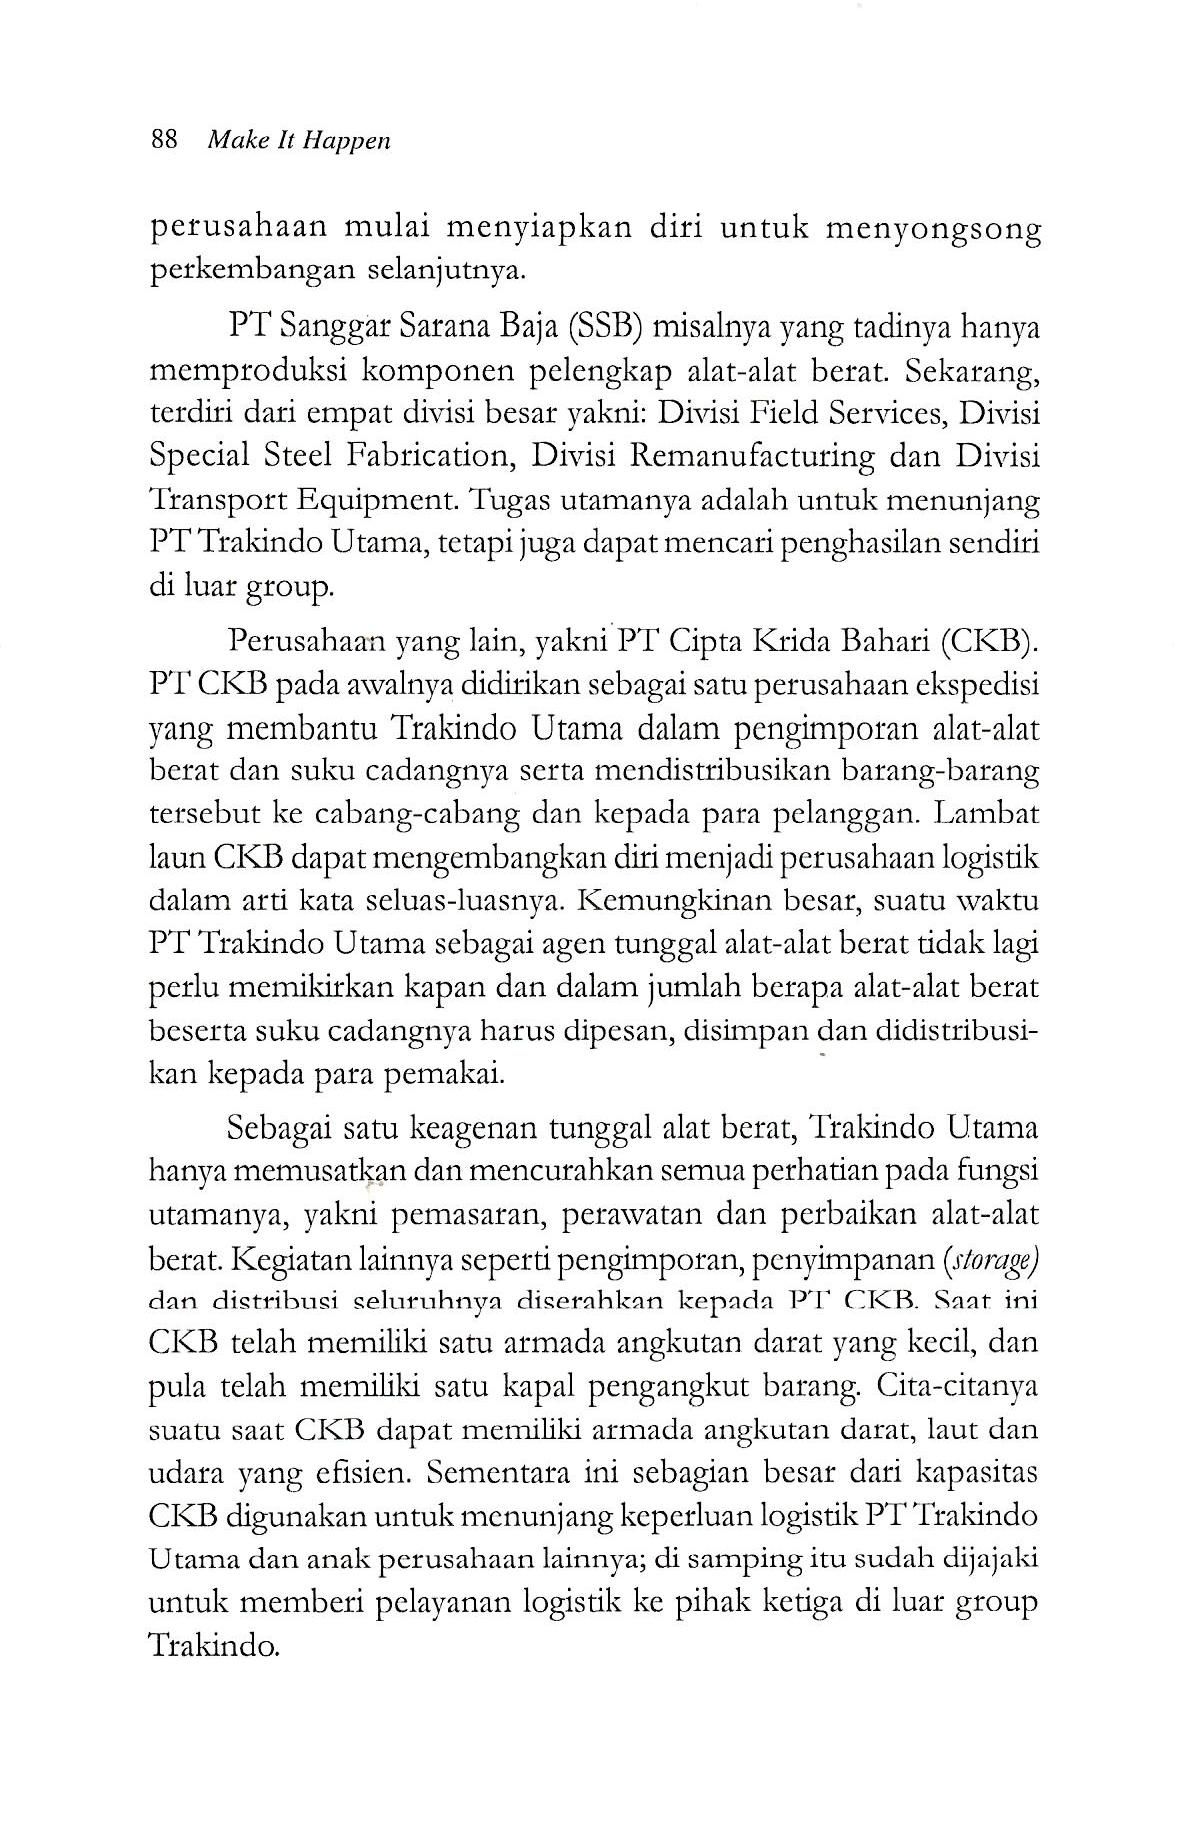 88 Make It Happen
perusahaan mulai menyiapkan diri untuk menyongsong
perkembangan selanjutnya.
PT Sanggar Sarana Baja (SSB) misalnya yang tadinya hanya
memproduksi komponen pelengkap alat-alat berat. Sekarang,
terdiri dari empat divisi besar yakni: Divisi Field Services, Divisi
Special Steel Fabrication, Divisi Remanufacturing dan Divisi
Transport Equipment. Tugas utamanya adalah untuk menunjang
PT Trakindo Utama, tetapi juga dapat mencari penghasilan sendiri
di luar group.
Perusahaan yang lain, yakni PT Cipta Krida Bahari (CKB).
PT CKB pada awalnya didirikan sebagai satu perusahaan ekspedisi
yang membantu Trakindo Utama dalam pengimporan alat-alat
berat dan suku cadangnya serta mendistribusikan barang-barang
tersebut ke cabang-cabang dan kepada para pelanggan. Lambat
laun CKB dapat mengembangkan diri menjadi perusahaan logistik
dalam arti kata seluas-luasnya. Kemungkinan besar, suatu waktu
PT Trakindo Utama sebagai agen tunggal alat-alat berat tidak lagi
perlu memikirkan kapan dan dalam jumlah berapa alat-alat berat
beserta suku cadangnya harus dipesan, disimpan dan didistribusi-
kan kepada para pemakai.
Sebagai satu keagenan tunggal alat berat, Trakindo Utama
hanya memusatkan dan mencurahkan semua perhatian pada fungsi
utamanya, yakni pemasaran, perawatan dan perbaikan alat-alat
berat. Kegiatan lainnya seperti pengimporan, penyimpanan (storage)
dan distribusi seluruhnya diserahkan kepada PT CKB. Saat ini
CKB telah memiliki satu armada angkutan darat yang kecil, dan
pula telah memiliki satu kapal pengangkut barang. Cita-citanya
suatu saat CKB dapat memiliki armada angkutan darat, laut dan
udara yang efisien. Sementara ini sebagian besar dari kapasitas
CKB digunakan untuk menunjang keperluan logistik PT Trakindo
Utama dan anak perusahaan lainnya; di samping itu sudah dijajaki
untuk memberi pelayanan logistik ke pihak ketiga di luar group
Trakindo.